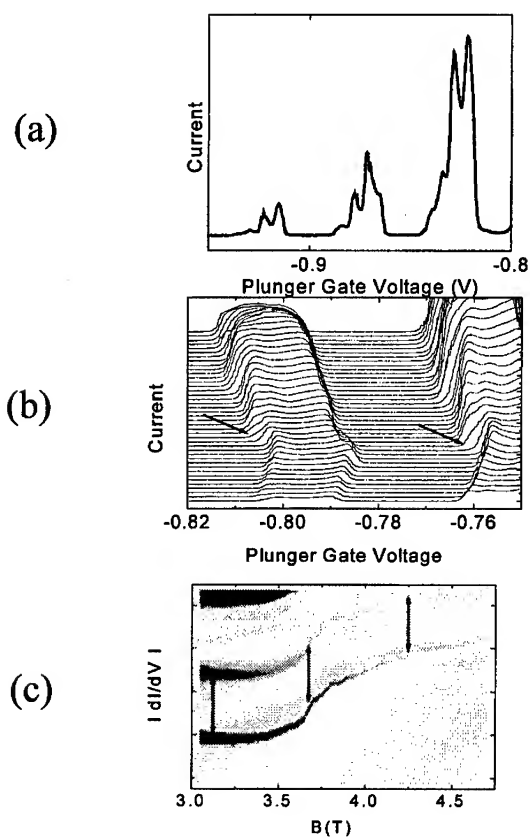 (a)
Current
-0.9
-0.8
Plunger Gate Voltage (V)
(b)
Current
-0.82
-0.80
-0.78
-0.76
Plunger Gate Voltage
(c)
I dI/dV I
3.0
3.5
4.0
4.5
B(T)